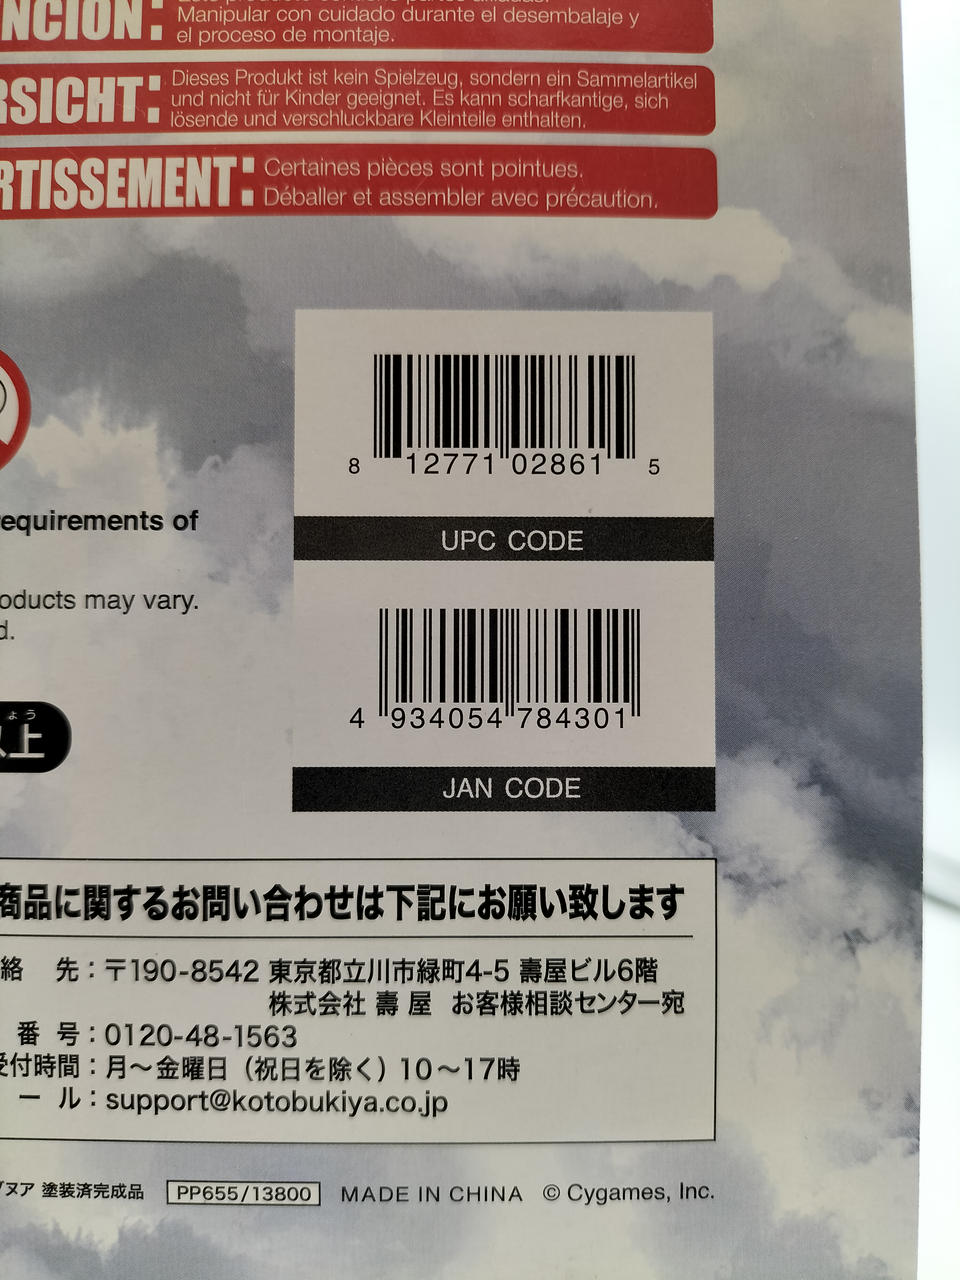 NCIÓN:
Manipular con cuidado durante el desembalaje y
el proceso de montaje.
RSICHT:
Dieses Produkt ist kein Spielzeug, sondern ein Sammelartikel
und nicht für Kinder geeignet. Es kann scharfkantige, sich
lösende und verschluckbare Kleinteile enthalten.
RTISSEMENT:
Certaines pièces sont pointues.
Déballer et assembler avec précaution.
8 12771 02861 5
UPC CODE
equirements of
oducts may vary.
d.
4 934054 784301
JAN CODE
ょう
以上
商品に関するお問い合わせは下記にお願い致します
絡 先：〒190-8542 東京都立川市緑町4-5 壽屋ビル6階
株式会社 壽 屋 お客様相談センター宛
番 号：0120-48-1563
受付時間：月〜金曜日（祝日を除く）10〜17時
ー ル：support@kotobukiya.co.jp
ヌア 塗装済完成品 PP655/13800 MADE IN CHINA © Cygames, Inc.